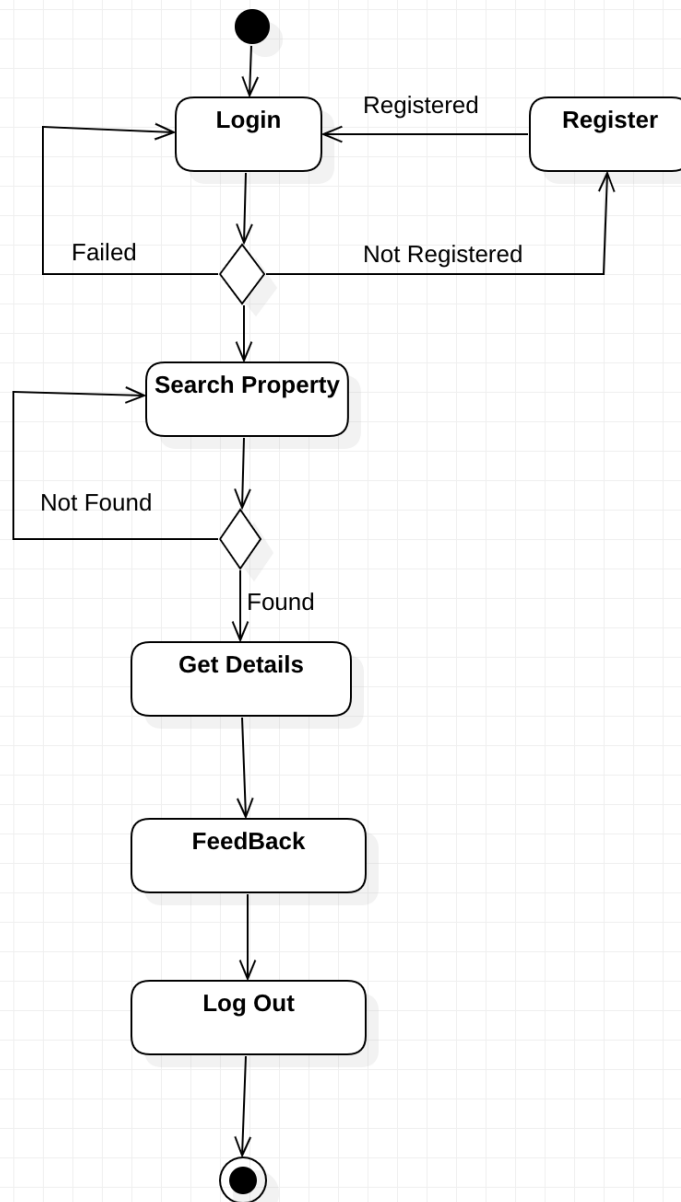 Login
Registered
Register
Failed
Not Registered
Search Property
Not Found
Found
Get Details
FeedBack
Log Out